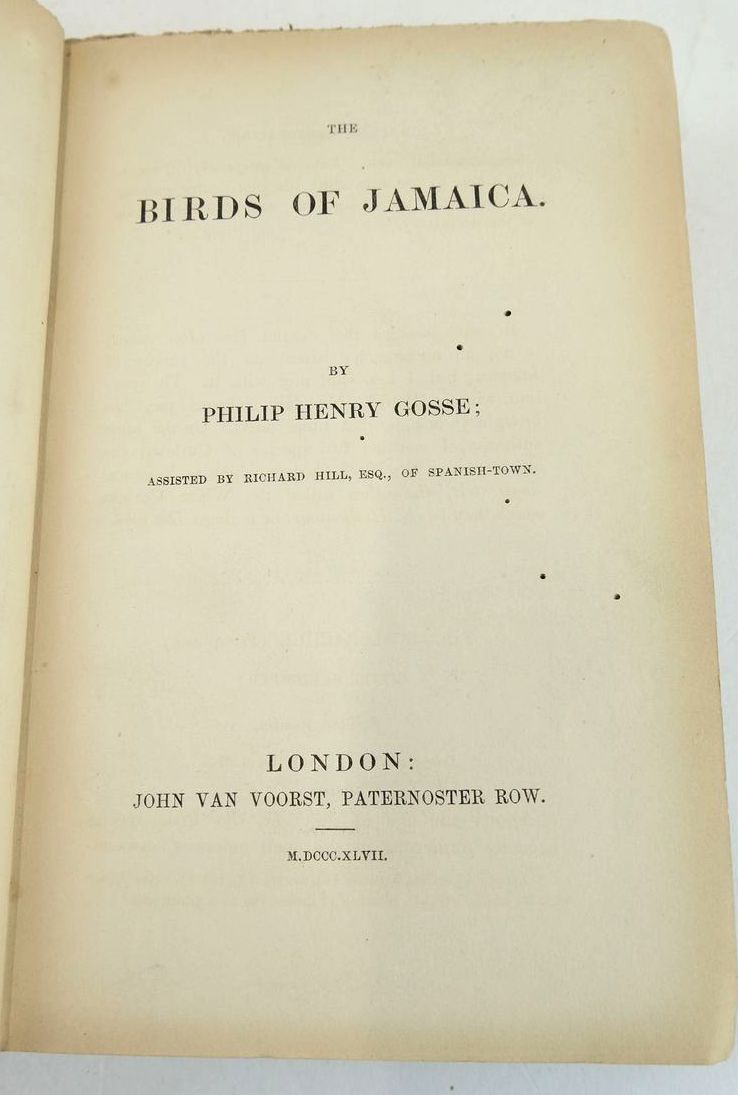 THE
BIRDS OF JAMAICA.
BY
PHILIP HENRY GOSSE;
ASSISTED BY RICHARD HILL, ESQ., OF SPANISH-TOWN.
LONDON:
JOHN VAN VOORST, PATERNOSTER ROW.
M.DCCC.XLVII.